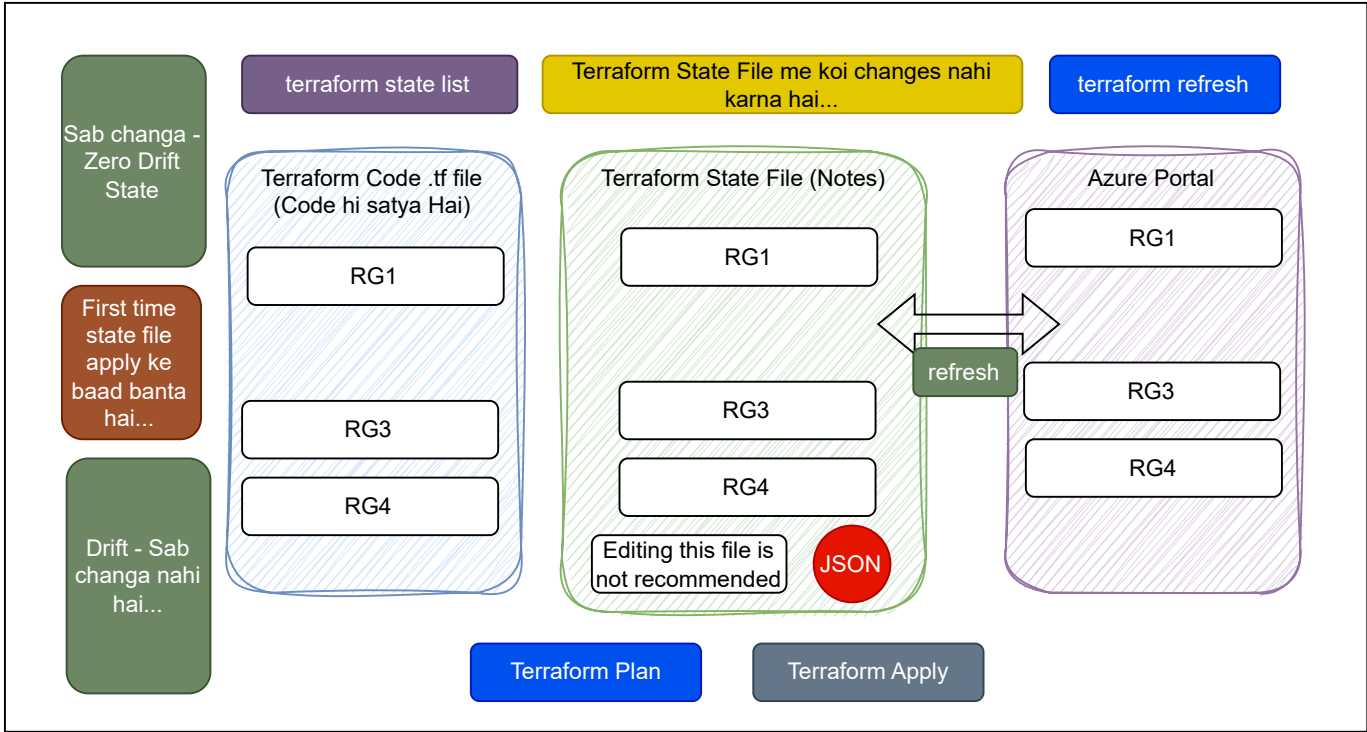 terraform state list
Terraform State File me koi changes nahi
karna hai...
terraform refresh
Sab changa -
Zero Drift
State
First time
state file
apply ke
baad banta
hai...
Drift - Sab
changa nahi
hai...
Terraform Code .tf file
(Code hi satya Hai)
RG1
RG3
RG4
Terraform State File (Notes)
RG1
RG3
RG4
Editing this file is
not recommended
JSON
refresh
Azure Portal
RG1
RG3
RG4
Terraform Plan
Terraform Apply